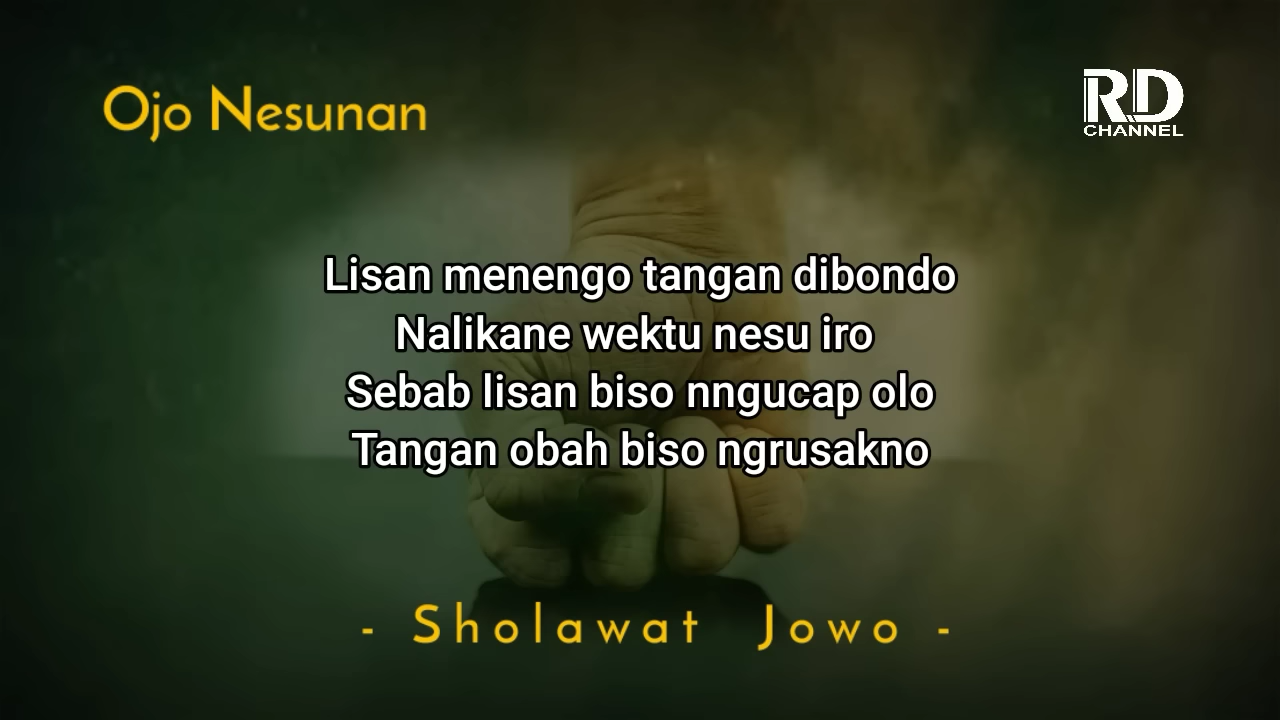 Ojo Nesunan
RD
CHANNEL
Lisan menengo tangan dibondo
Nalikane wektu nesu iro
Sebab lisan biso nngucap olo
Tangan obah biso ngrusakno
- Sholawat Jowo -